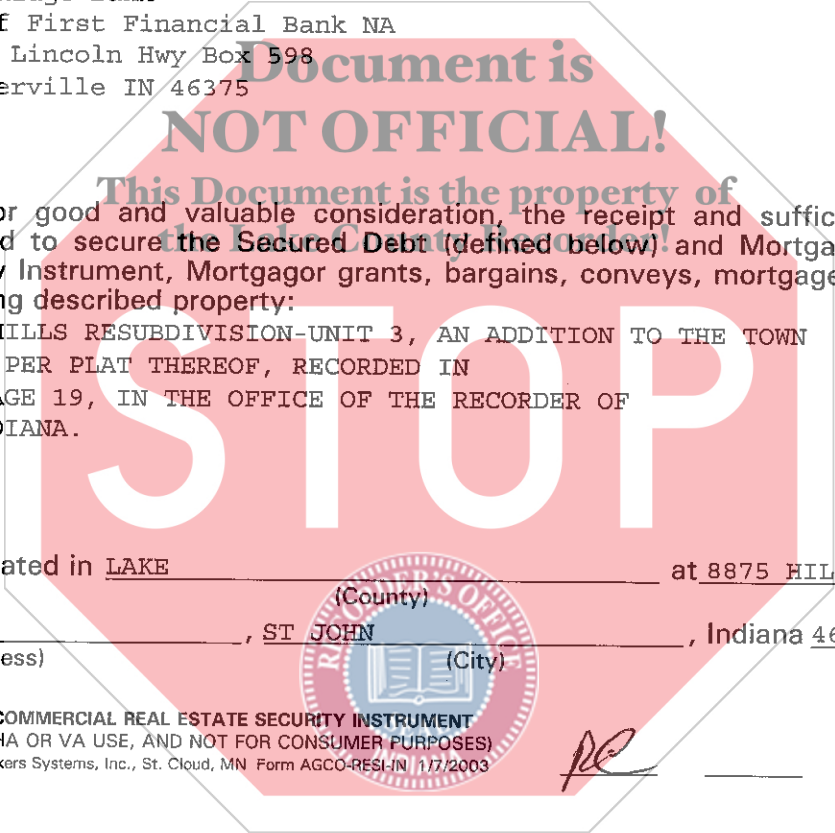 f First Financial Bank NA
Lincoln Hwy Box 598
erville IN 46375
Document is
NOT OFFICIAL!
This Document is the property of
the Lake County Recorder!
or good and valuable consideration, the receipt and suffic
d to secure the Secured Debt (defined below) and Mortga
y Instrument, Mortgagor grants, bargains, conveys, mortgage
ng described property:
HILLS RESUBDIVISION-UNIT 3, AN ADDITION TO THE TOWN
PER PLAT THEREOF, RECORDED IN
AGE 19, IN THE OFFICE OF THE RECORDER OF
DIANA.
STOP
ated in LAKE at 8875 HIL
(County)
, ST JOHN , Indiana 46
ess) (City)
RECORDER'S OFFICE
INDIANA
COMMERCIAL REAL ESTATE SECURITY INSTRUMENT
HA OR VA USE, AND NOT FOR CONSUMER PURPOSES)
kers Systems, Inc., St. Cloud, MN Form AGCO-RESI-IN 1/7/2003